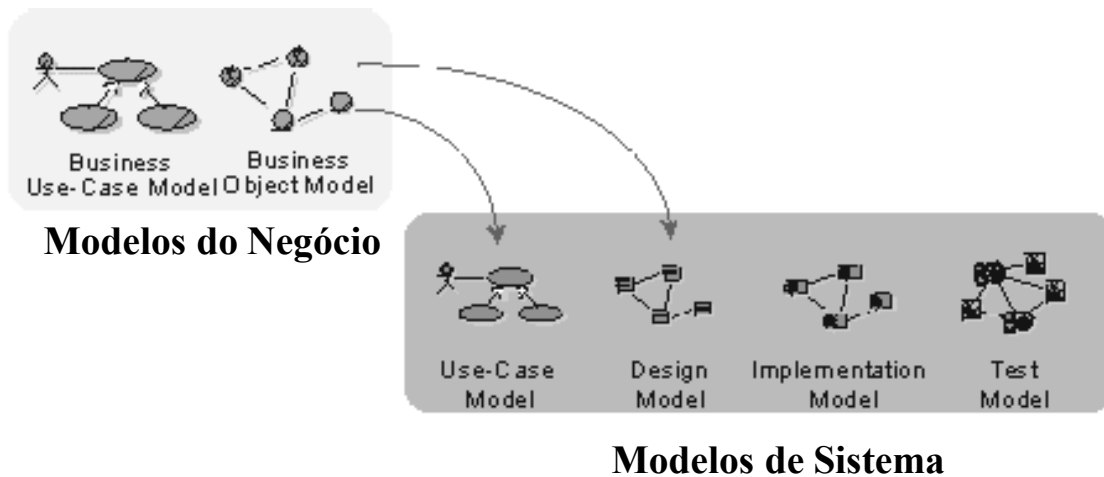 Business
Use-Case Model
Business
Object Model
Modelos do Negócio
Use-Case
Model
Design
Model
Implementation
Model
Test
Model
Modelos de Sistema